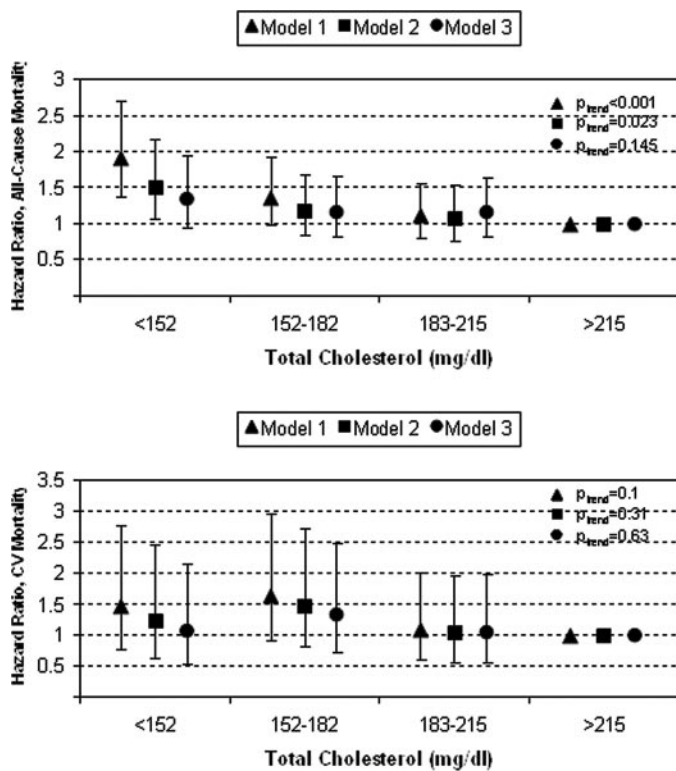 ▲Model 1 ■Model 2 ●Model 3
Hazard Ratio, All-Cause Mortality
3
2.5
2
1.5
1
0.5
▲ ptrend<0.001
■ ptrend=0.023
● ptrend=0.145
<152 152-182 183-215 >215
Total Cholesterol (mg/dl)
▲Model 1 ■Model 2 ●Model 3
Hazard Ratio, CV Mortality
3.5
3
2.5
2
1.5
1
0.5
▲ ptrend=0.1
■ ptrend=0.31
● ptrend=0.63
<152 152-182 183-215 >215
Total Cholesterol (mg/dl)